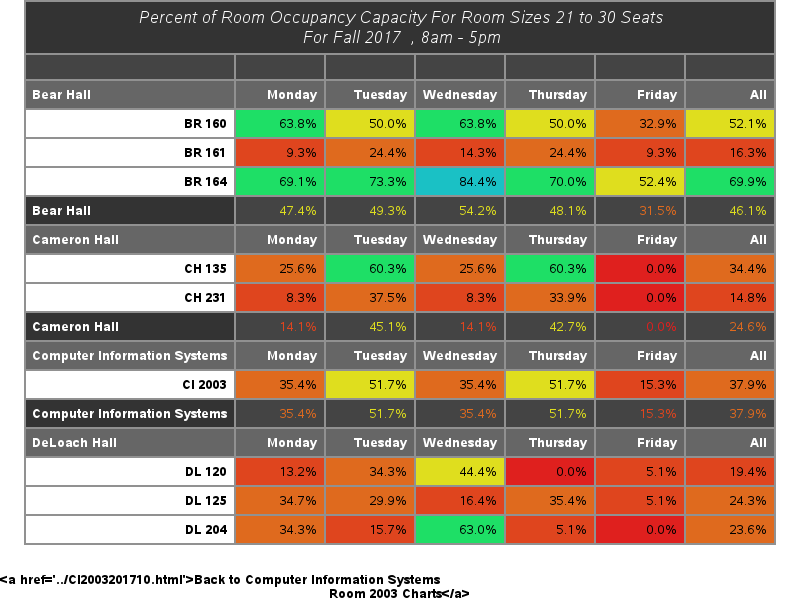 Percent of Room Occupancy Capacity For Room Sizes 21 to 30 Seats
For Fall 2017 , 8am - 5pm
Bear Hall Monday Tuesday Wednesday Thursday Friday All
BR 160 63.8% 50.0% 63.8% 50.0% 32.9% 52.1%
BR 161 9.3% 24.4% 14.3% 24.4% 9.3% 16.3%
BR 164 69.1% 73.3% 84.4% 70.0% 52.4% 69.9%
Bear Hall 47.4% 49.3% 54.2% 48.1% 31.5% 46.1%
Cameron Hall Monday Tuesday Wednesday Thursday Friday All
CH 135 25.6% 60.3% 25.6% 60.3% 0.0% 34.4%
CH 231 8.3% 37.5% 8.3% 33.9% 0.0% 14.8%
Cameron Hall 14.1% 45.1% 14.1% 42.7% 0.0% 24.6%
Computer Information Systems Monday Tuesday Wednesday Thursday Friday All
CI 2003 35.4% 51.7% 35.4% 51.7% 15.3% 37.9%
Computer Information Systems 35.4% 51.7% 35.4% 51.7% 15.3% 37.9%
DeLoach Hall Monday Tuesday Wednesday Thursday Friday All
DL 120 13.2% 34.3% 44.4% 0.0% 5.1% 19.4%
DL 125 34.7% 29.9% 16.4% 35.4% 5.1% 24.3%
DL 204 34.3% 15.7% 63.0% 5.1% 0.0% 23.6%
<a href='../CI2003201710.html'>Back to Computer Information Systems
Room 2003 Charts</a>